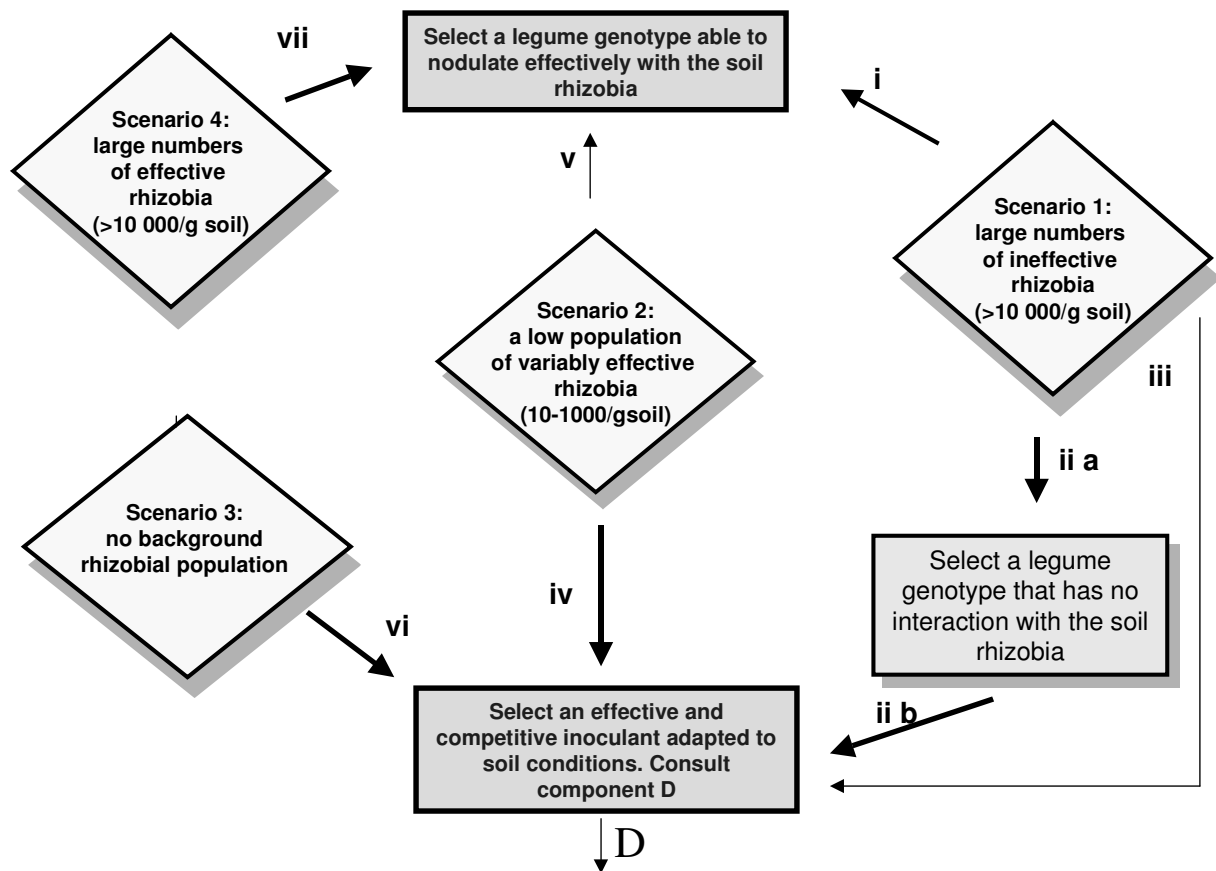 vii
Select a legume genotype able to
nodulate effectively with the soil
rhizobia
i
Scenario 4:
large numbers
of effective
rhizobia
(>10 000/g soil)
v
Scenario 1:
large numbers
of ineffective
rhizobia
(>10 000/g soil)
Scenario 2:
a low population
of variably effective
rhizobia
(10-1000/gsoil)
iii
ii a
Scenario 3:
no background
rhizobial population
iv
vi
Select a legume
genotype that has no
interaction with the soil
rhizobia
ii b
Select an effective and
competitive inoculant adapted to
soil conditions. Consult
component D
D